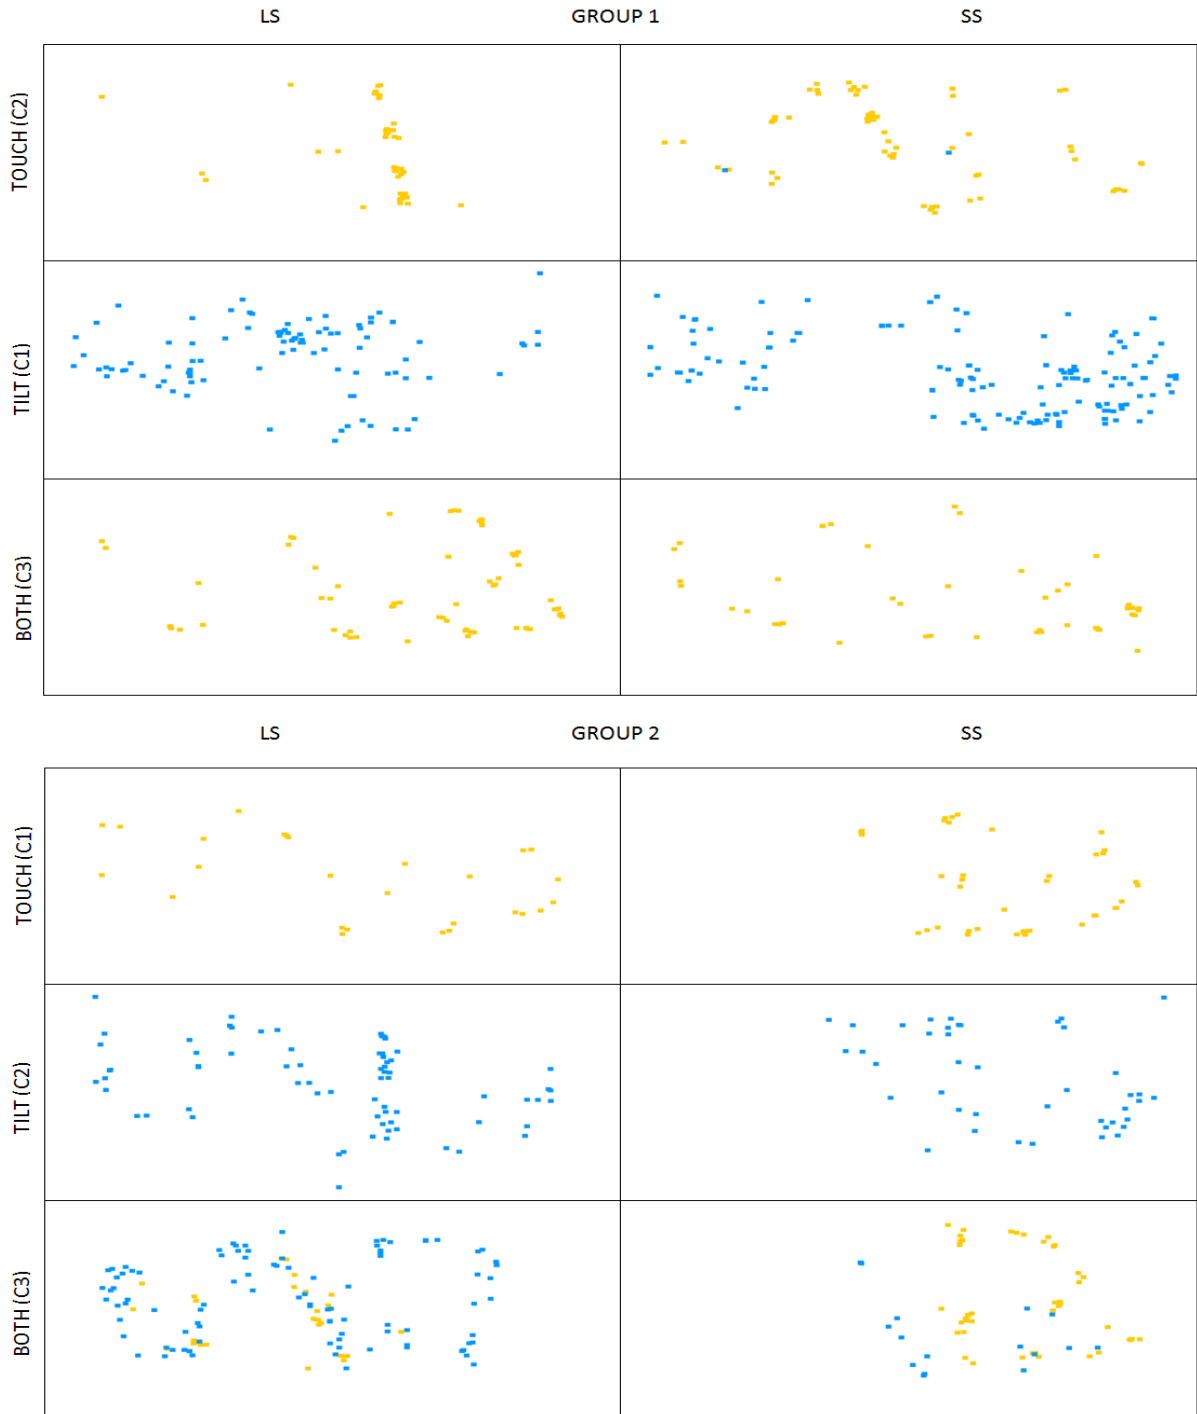 LS GROUP 1 SS
TOUCH (C2)
TILT (C1)
BOTH (C3)
LS GROUP 2 SS
TOUCH (C1)
TILT (C2)
BOTH (C3)